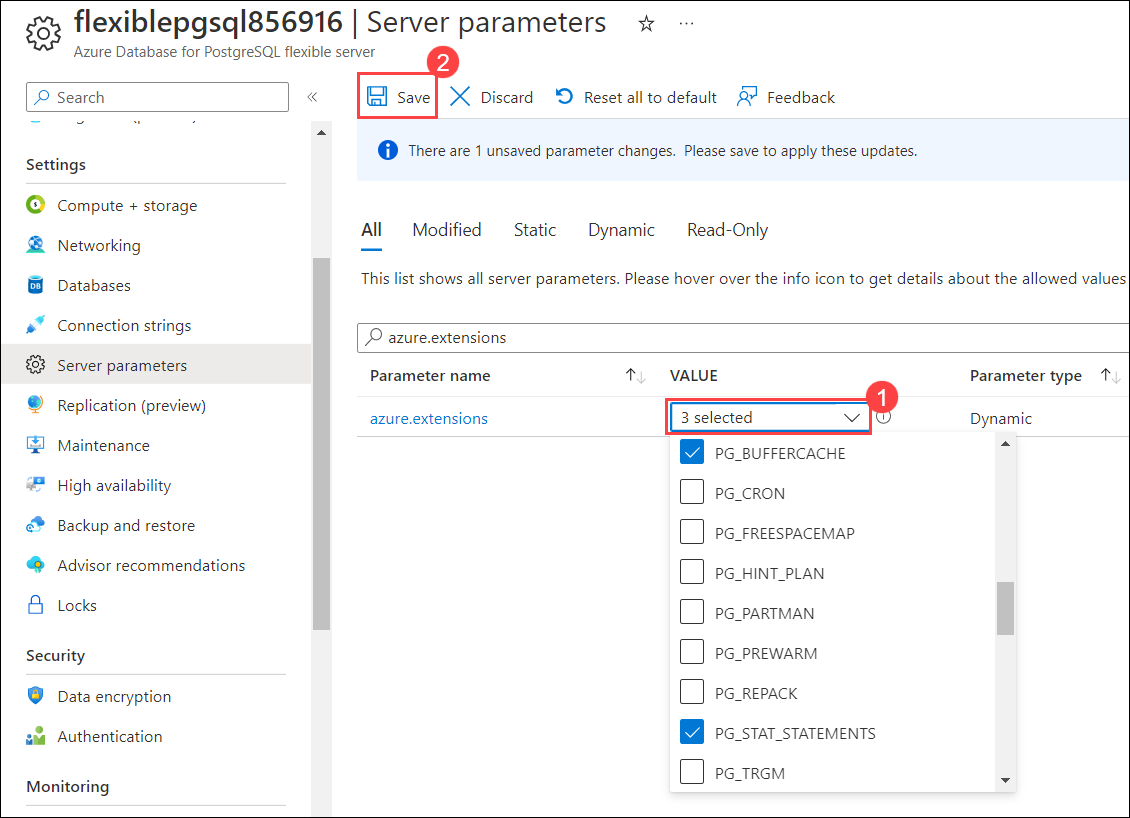 flexiblepgsql856916 | Server parameters
Azure Database for PostgreSQL flexible server
2
Search
Save
Discard
Reset all to default
Feedback
There are 1 unsaved parameter changes. Please save to apply these updates.
Settings
Compute + storage
Networking
Databases
Connection strings
Server parameters
Replication (preview)
Maintenance
High availability
Backup and restore
Advisor recommendations
Locks
Security
Data encryption
Authentication
Monitoring
All
Modified
Static
Dynamic
Read-Only
This list shows all server parameters. Please hover over the info icon to get details about the allowed values
azure.extensions
Parameter name
VALUE
Parameter type
1
azure.extensions
3 selected
Dynamic
PG_BUFFERCACHE
PG_CRON
PG_FREESPACEMAP
PG_HINT_PLAN
PG_PARTMAN
PG_PREWARM
PG_REPACK
PG_STAT_STATEMENTS
PG_TRGM